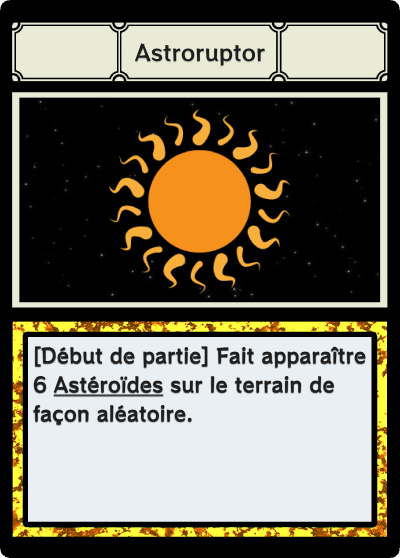 Astroruptor
[Début de partie] Fait apparaître
6 Astéroïdes sur le terrain de
façon aléatoire.